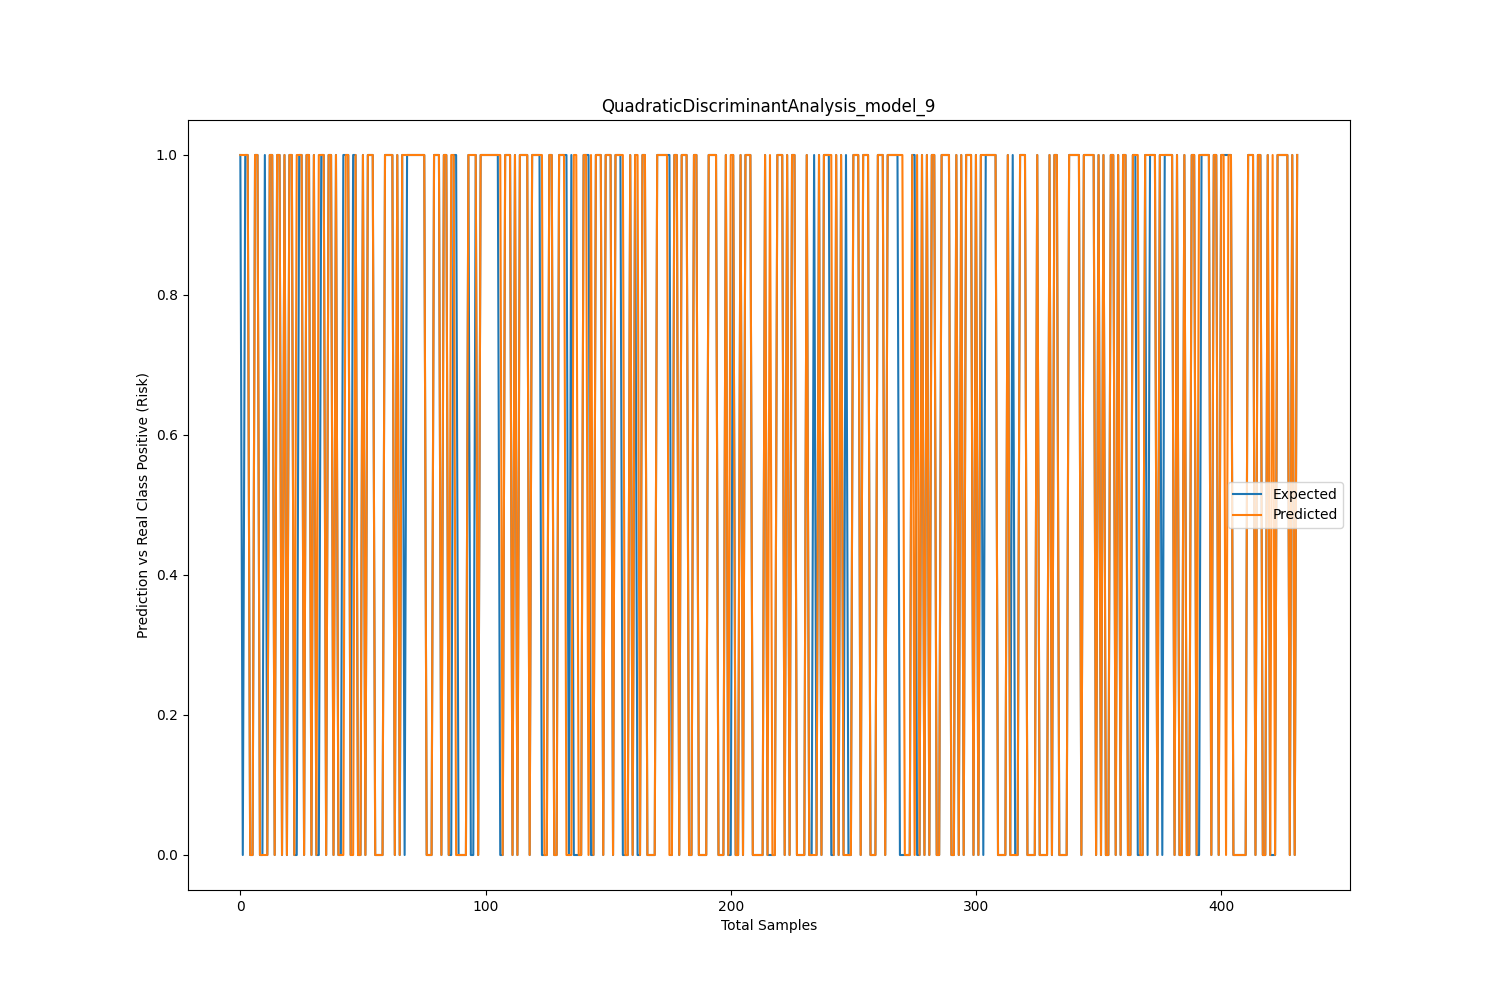 QuadraticDiscriminantAnalysis_model_9
1.0
0.8
0.6
0.4
0.2
0.0
Prediction vs Real Class Positive (Risk)
Expected
Predicted
0
100
200
300
400
Total Samples